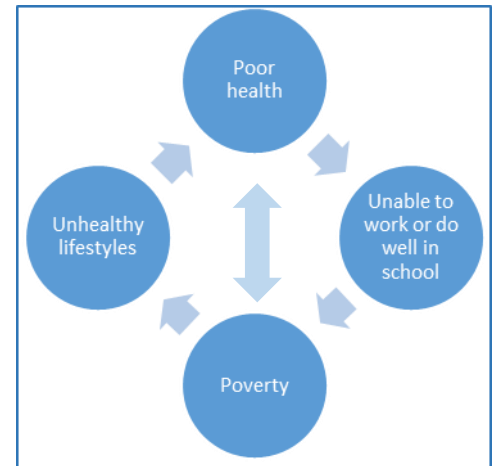 Poor
health
Unable to
work or do
well in
school
Poverty
Unhealthy
lifestyles